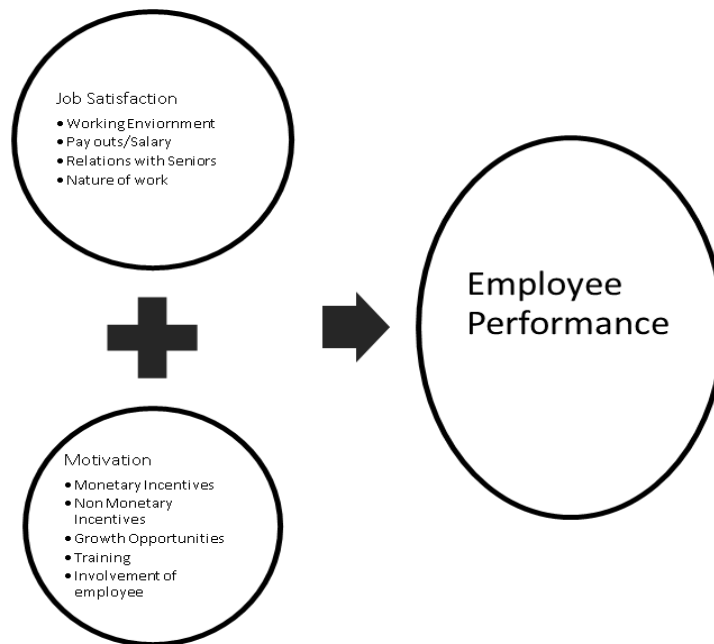 Job Satisfaction
• Working Enviornment
• Pay outs/Salary
• Relations with Seniors
• Nature of work
Employee
Performance
Motivation
• Monetary Incentives
• Non Monetary
Incentives
• Growth Opportunities
• Training
• Involvement of
employee